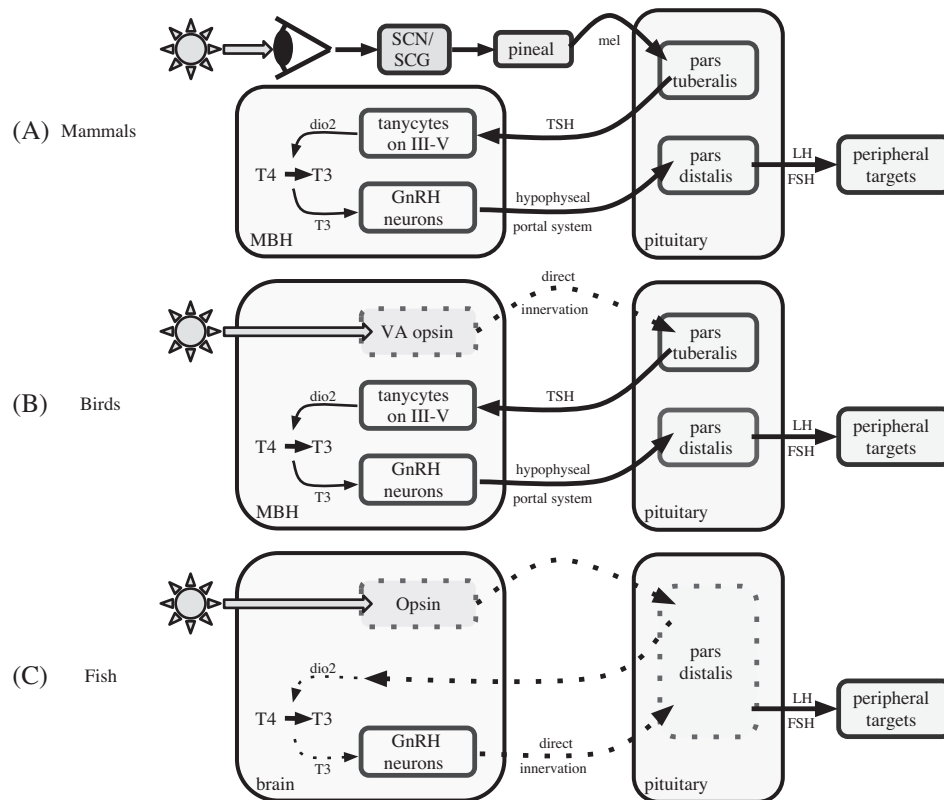 SCN/
SCG
pineal
mel
pars
tuberalis
(A) Mammals
dio2
tanycytes
on III-V
TSH
T4
T3
T3
GnRH
neurons
hypophyseal
portal system
pars
distalis
LH
FSH
peripheral
targets
MBH
pituitary
direct
innervation
VA opsin
pars
tuberalis
(B) Birds
dio2
tanycytes
on III-V
TSH
T4
T3
T3
GnRH
neurons
hypophyseal
portal system
pars
distalis
LH
FSH
peripheral
targets
MBH
pituitary
Opsin
(C) Fish
dio2
pars
distalis
T4
T3
T3
GnRH
neurons
direct
innervation
LH
FSH
peripheral
targets
brain
pituitary